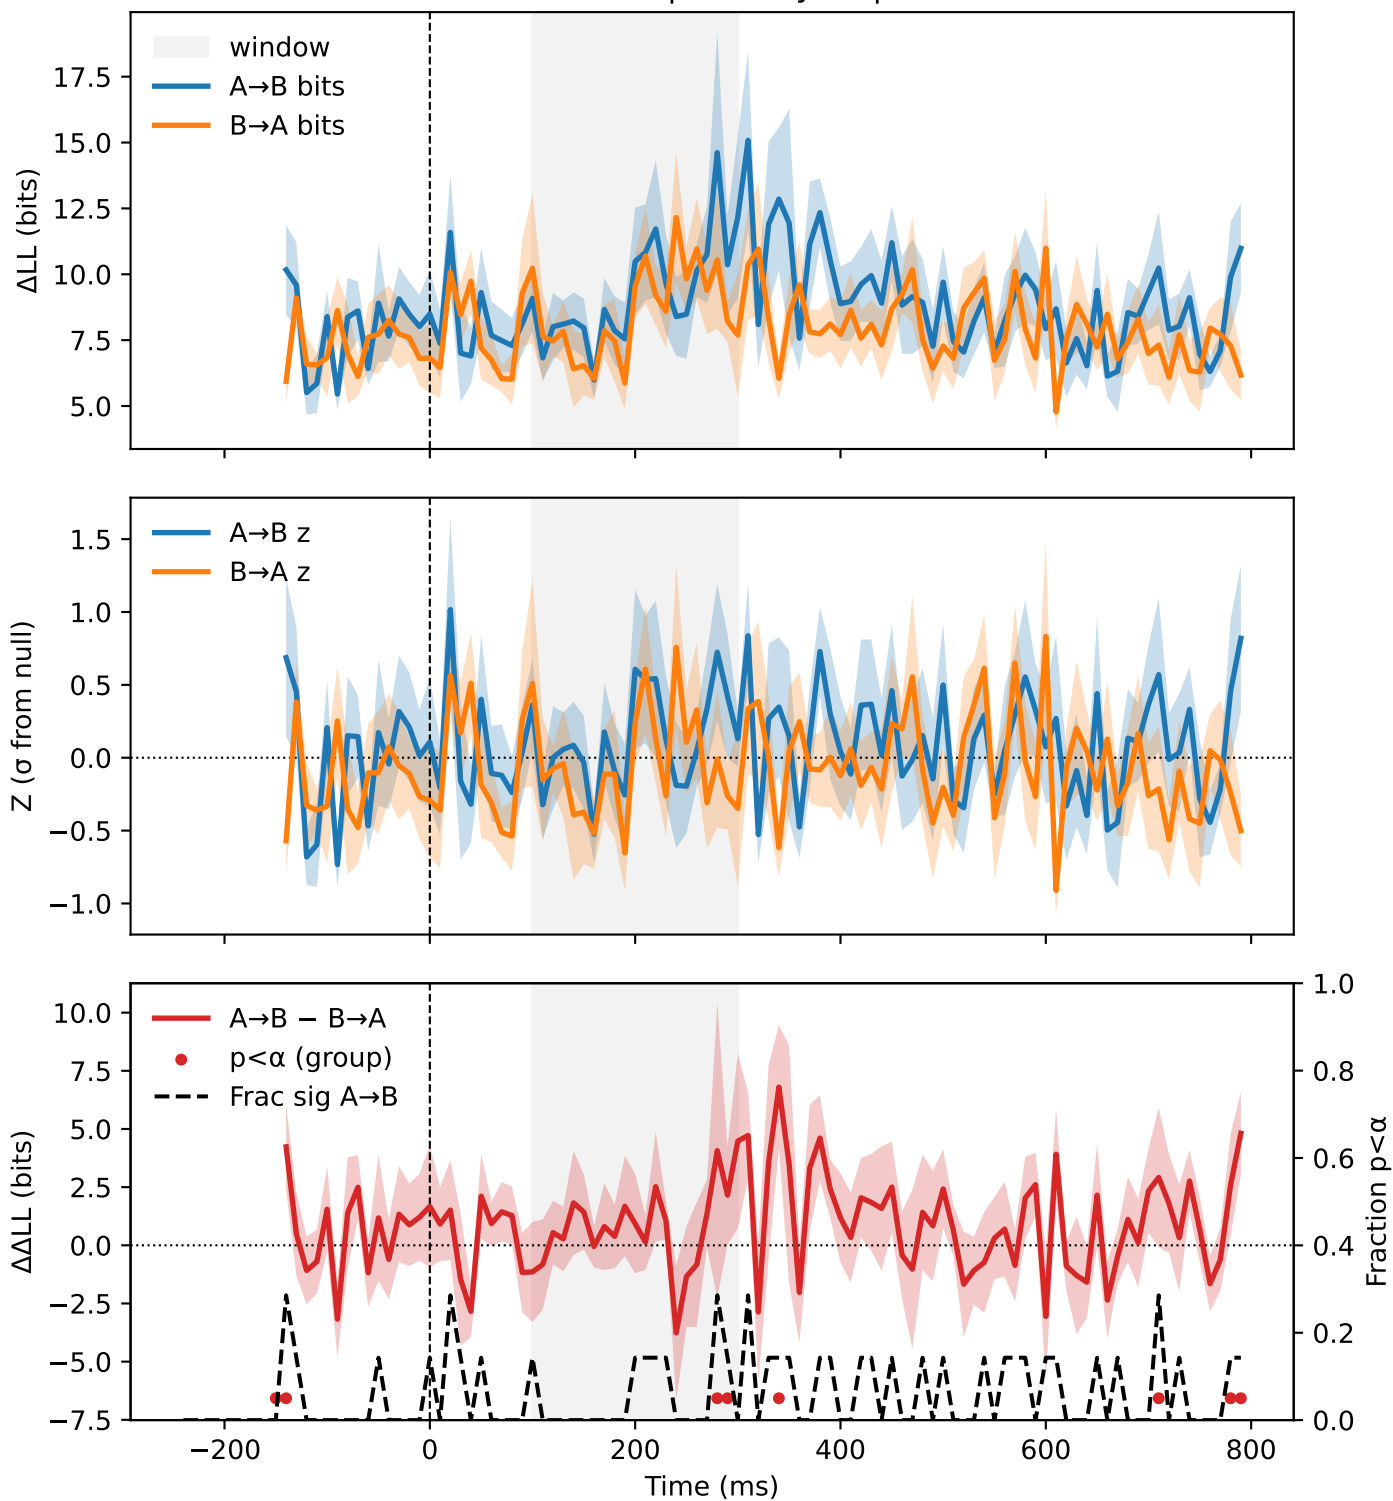 window
A→B bits
B→A bits
ΔLL (bits)
17.5
15.0
12.5
10.0
7.5
5.0
A→B z
B→A z
Z (σ from null)
1.5
1.0
0.5
0.0
−0.5
−1.0
A→B − B→A
p<α (group)
Frac sig A→B
ΔΔLL (bits)
10.0
7.5
5.0
2.5
0.0
−2.5
−5.0
−7.5
1.0
0.8
0.6
0.4
0.2
0.0
Fraction p<α
−200
0
200
400
600
800
Time (ms)